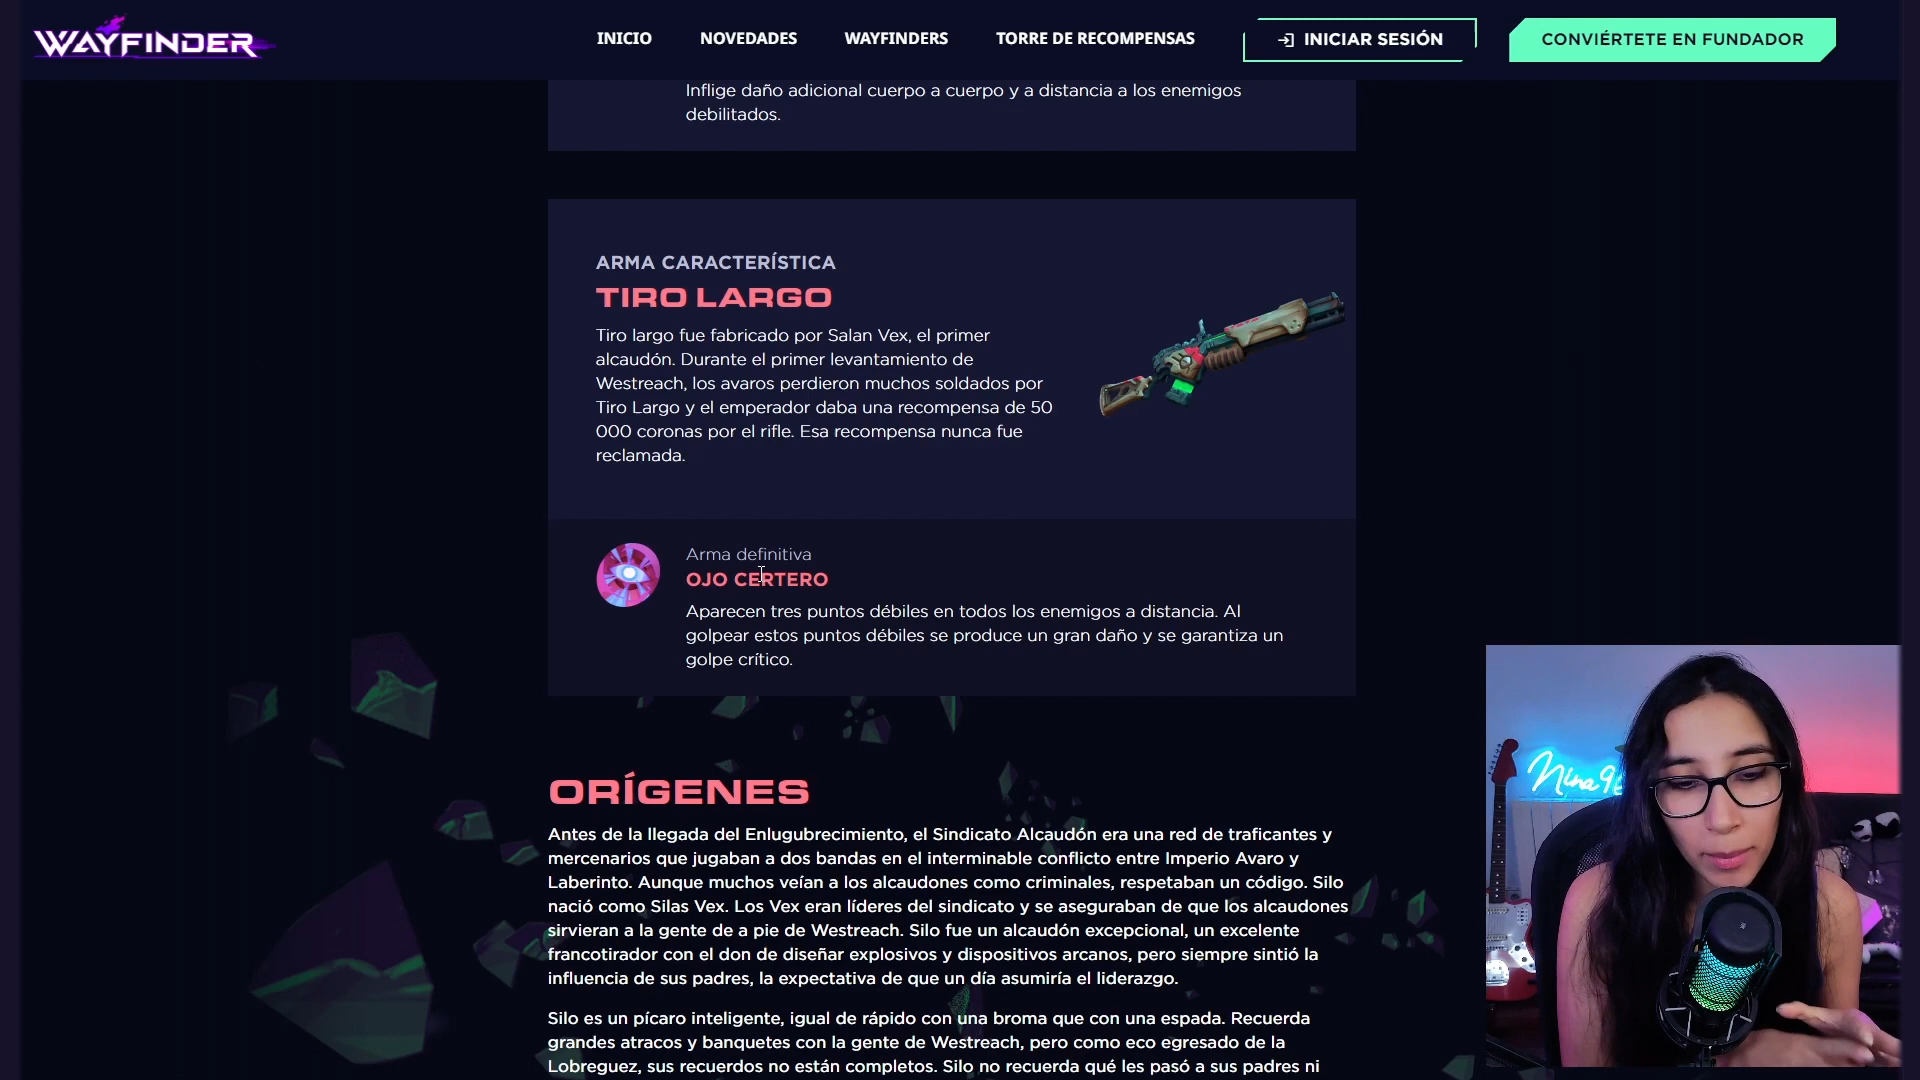 WAYFINDER
INICIO
NOVEDADES
WAYFINDERS
TORRE DE RECOMPENSAS
INICIAR SESIÓN
CONVIÉRTETE EN FUNDADOR
Inflige daño adicional cuerpo a cuerpo y a distancia a los enemigos
debilitados.
ARMA CARACTERÍSTICA
TIRO LARGO
Tiro largo fue fabricado por Salan Vex, el primer
alcaudón. Durante el primer levantamiento de
Westreach, los avaros perdieron muchos soldados por
Tiro Largo y el emperador daba una recompensa de 50
000 coronas por el rifle. Esa recompensa nunca fue
reclamada.
Arma definitiva
OJO CERTERO
Aparecen tres puntos débiles en todos los enemigos a distancia. Al
golpear estos puntos débiles se produce un gran daño y se garantiza un
golpe crítico.
ORÍGENES
Antes de la llegada del Enlugubrecimiento, el Sindicato Alcaudón era una red de traficantes y
mercenarios que jugaban a dos bandas en el interminable conflicto entre Imperio Avaro y
Laberinto. Aunque muchos veían a los alcaudones como criminales, respetaban un código. Silo
nació como Silas Vex. Los Vex eran líderes del sindicato y se aseguraban de que los alcaudones
sirvieran a la gente de a pie de Westreach. Silo fue un alcaudón excepcional, un excelente
francotirador con el don de diseñar explosivos y dispositivos arcanos, pero siempre sintió la
influencia de sus padres, la expectativa de que un día asumiría el liderazgo.
Silo es un pícaro inteligente, igual de rápido con una broma que con una espada. Recuerda
grandes atracos y banquetes con la gente de Westreach, pero como eco egresado de la
Lobreguez, sus recuerdos no están completos. Silo no recuerda qué les pasó a sus padres ni